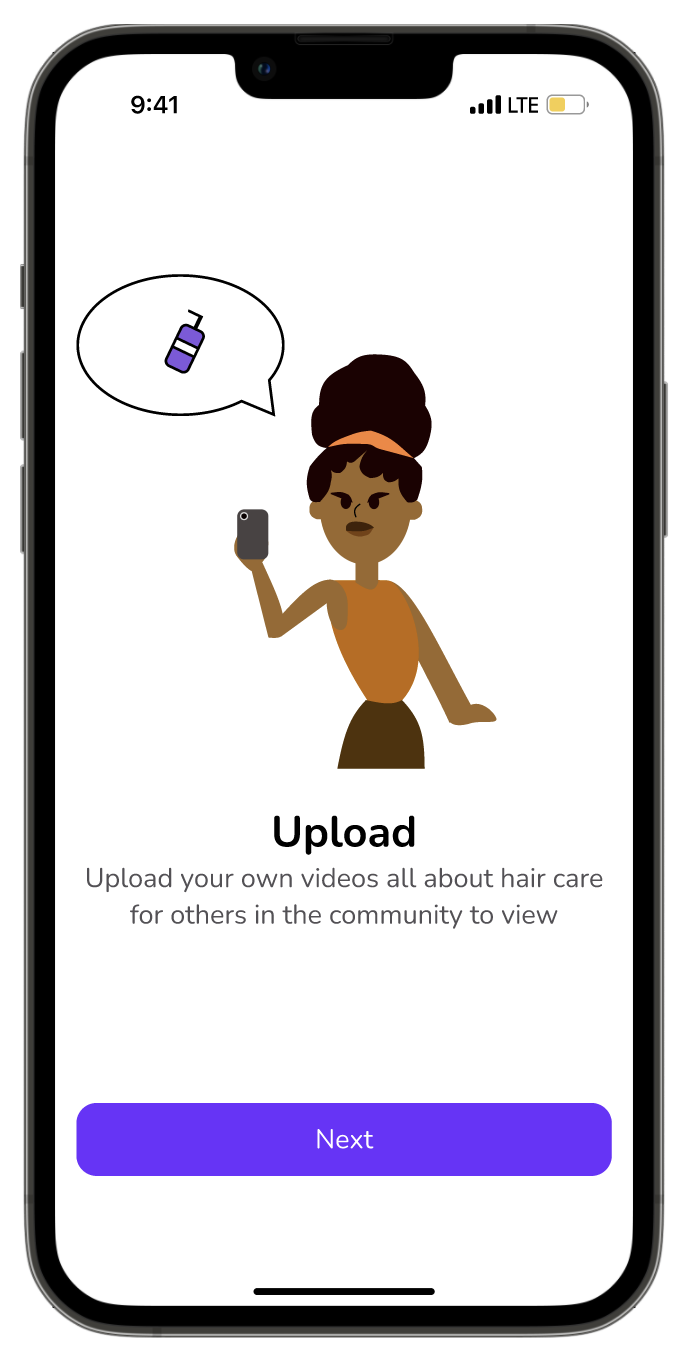 9:41 LTE
Upload
Upload your own videos all about hair care
for others in the community to view
Next